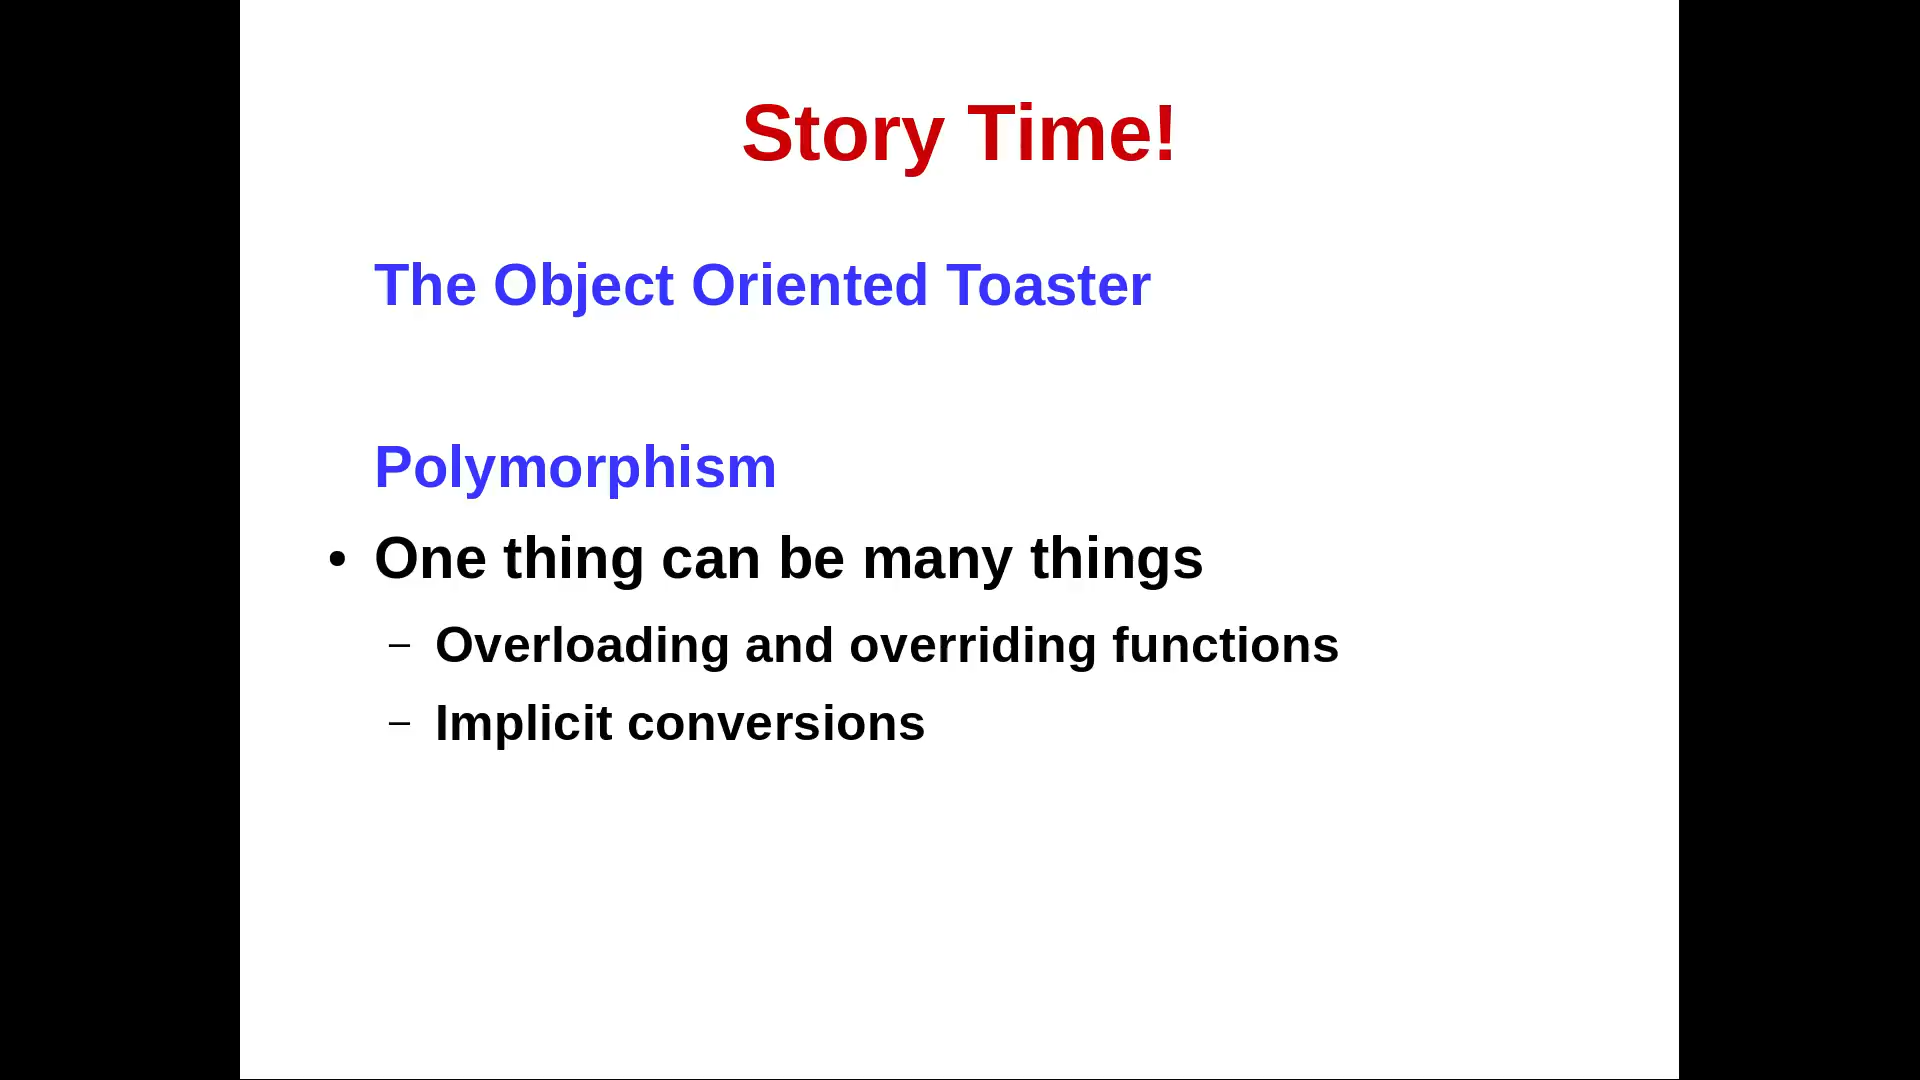 Story Time!
The Object Oriented Toaster
Polymorphism
• One thing can be many things
– Overloading and overriding functions
– Implicit conversions